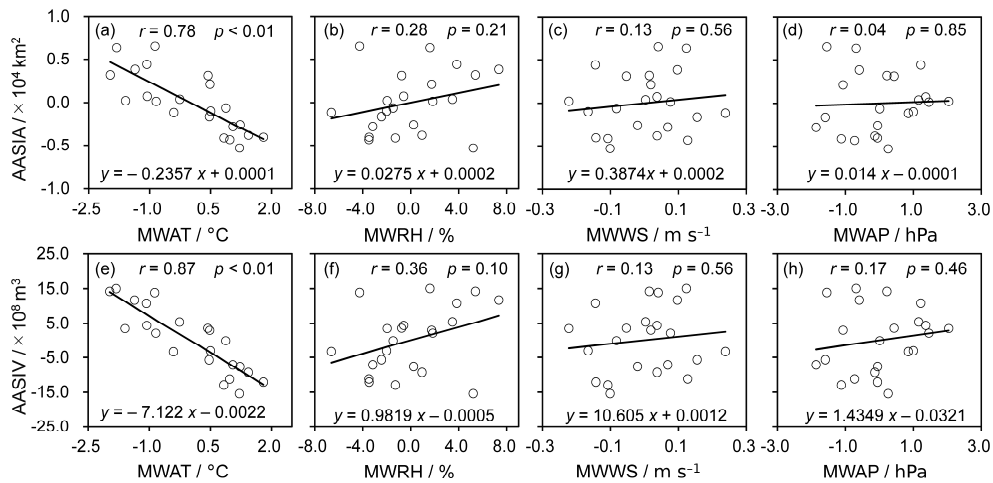 (a) r = 0.78 p < 0.01
(b) r = 0.28 p = 0.21
(c) r = 0.13 p = 0.56
(d) r = 0.04 p = 0.85
AASIA / × 10⁴ km²
1.0
0.5
0.0
-0.5
-1.0
y = − 0.2357 x + 0.0001
y = 0.0275 x + 0.0002
y = 0.3874x + 0.0002
y = 0.014 x − 0.0001
-2.5 -1.0 0.5 2.0
-8.0 -4.0 0.0 4.0 8.0
-0.3 -0.1 0.1 0.3
-3.0 -1.0 1.0 3.0
MWAT / °C
MWRH / %
MWWS / m s⁻¹
MWAP / hPa
(e) r = 0.87 p < 0.01
(f) r = 0.36 p = 0.10
(g) r = 0.13 p = 0.56
(h) r = 0.17 p = 0.46
AASIV / × 10⁸ m³
25.0
15.0
5.0
-5.0
-15.0
-25.0
y = − 7.122 x − 0.0022
y = 0.9819 x − 0.0005
y = 10.605 x + 0.0012
y = 1.4349 x − 0.0321
-2.5 -1.0 0.5 2.0
-8.0 -4.0 0.0 4.0 8.0
-0.3 -0.1 0.1 0.3
-3.0 -1.0 1.0 3.0
MWAT / °C
MWRH / %
MWWS / m s⁻¹
MWAP / hPa